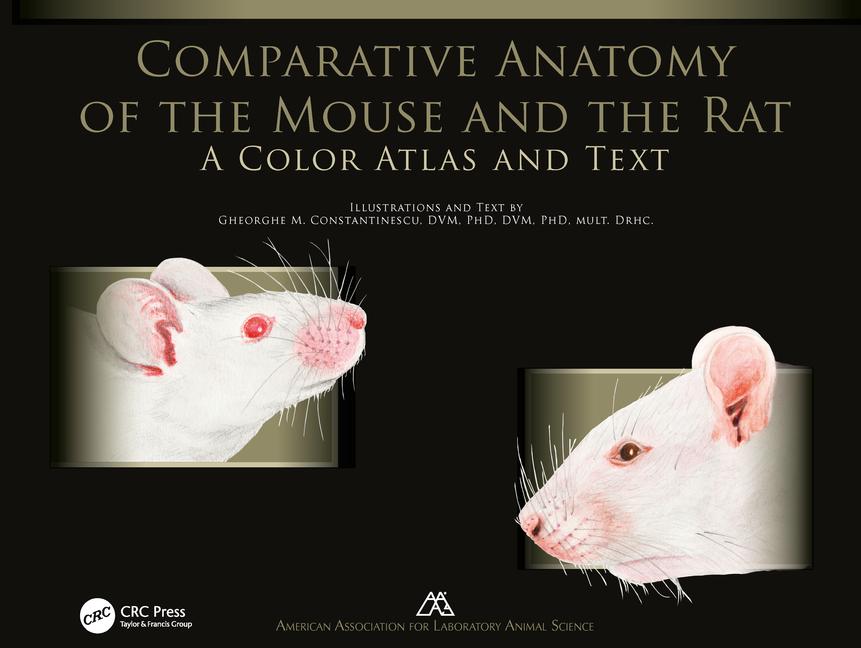 COMPARATIVE ANATOMY
OF THE MOUSE AND THE RAT
A COLOR ATLAS AND TEXT
ILLUSTRATIONS AND TEXT BY
GHEORGHE M. CONSTANTINESCU, DVM, PHD, DVM, PHD, MULT. DRHC.
CRC
CRC Press
Taylor & Francis Group
AMERICAN ASSOCIATION FOR LABORATORY ANIMAL SCIENCE